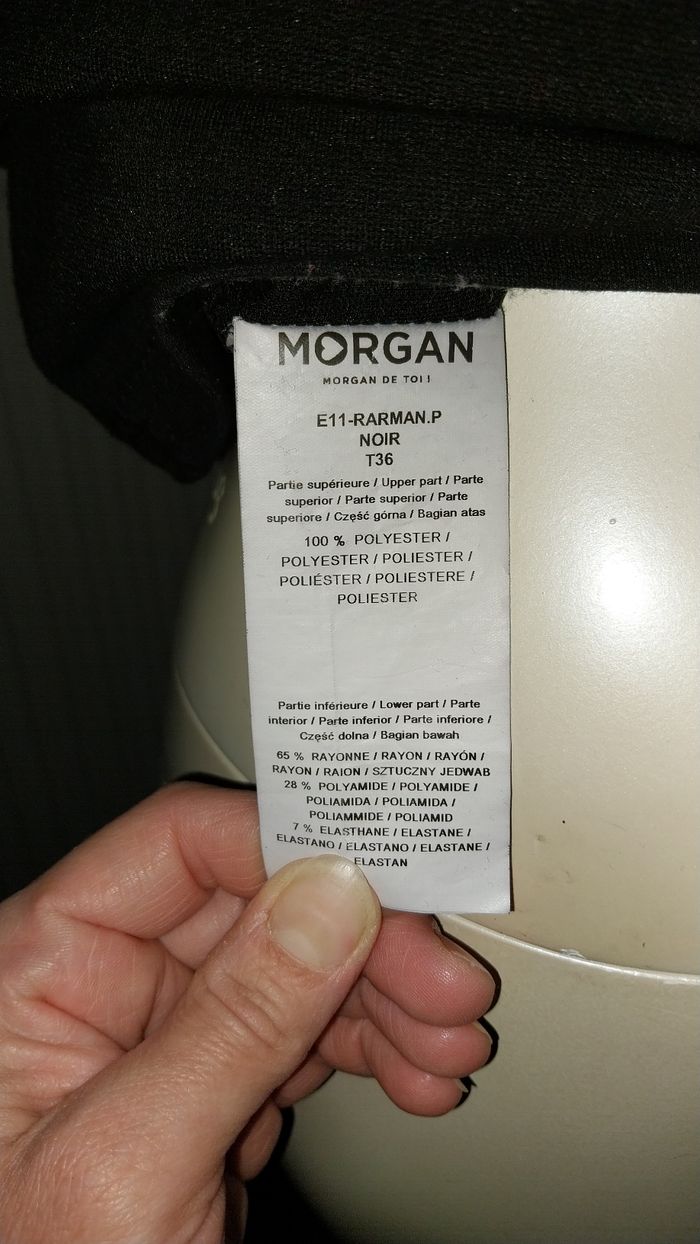 MORGAN
MORGAN DE TOI !
E11-RARMAN.P
NOIR
T36
Partie supérieure / Upper part / Parte
superior / Parte superior / Parte
superiore / Część górna / Bagian atas
100 % POLYESTER /
POLYESTER / POLIESTER /
POLIÉSTER / POLIESTERE /
POLIESTER
Partie inférieure / Lower part / Parte
interior / Parte inferior / Parte inferiore /
Część dolna / Bagian bawah
65 % RAYONNE / RAYON / RAYÓN /
RAYON / RAION / SZTUCZNY JEDWAB
28 % POLYAMIDE / POLYAMIDE /
POLIAMIDA / POLIAMIDA /
POLIAMMIDE / POLIAMID
7 % ELASTHANE / ELASTANE /
ELASTANO / ELASTANO / ELASTANE /
ELASTAN